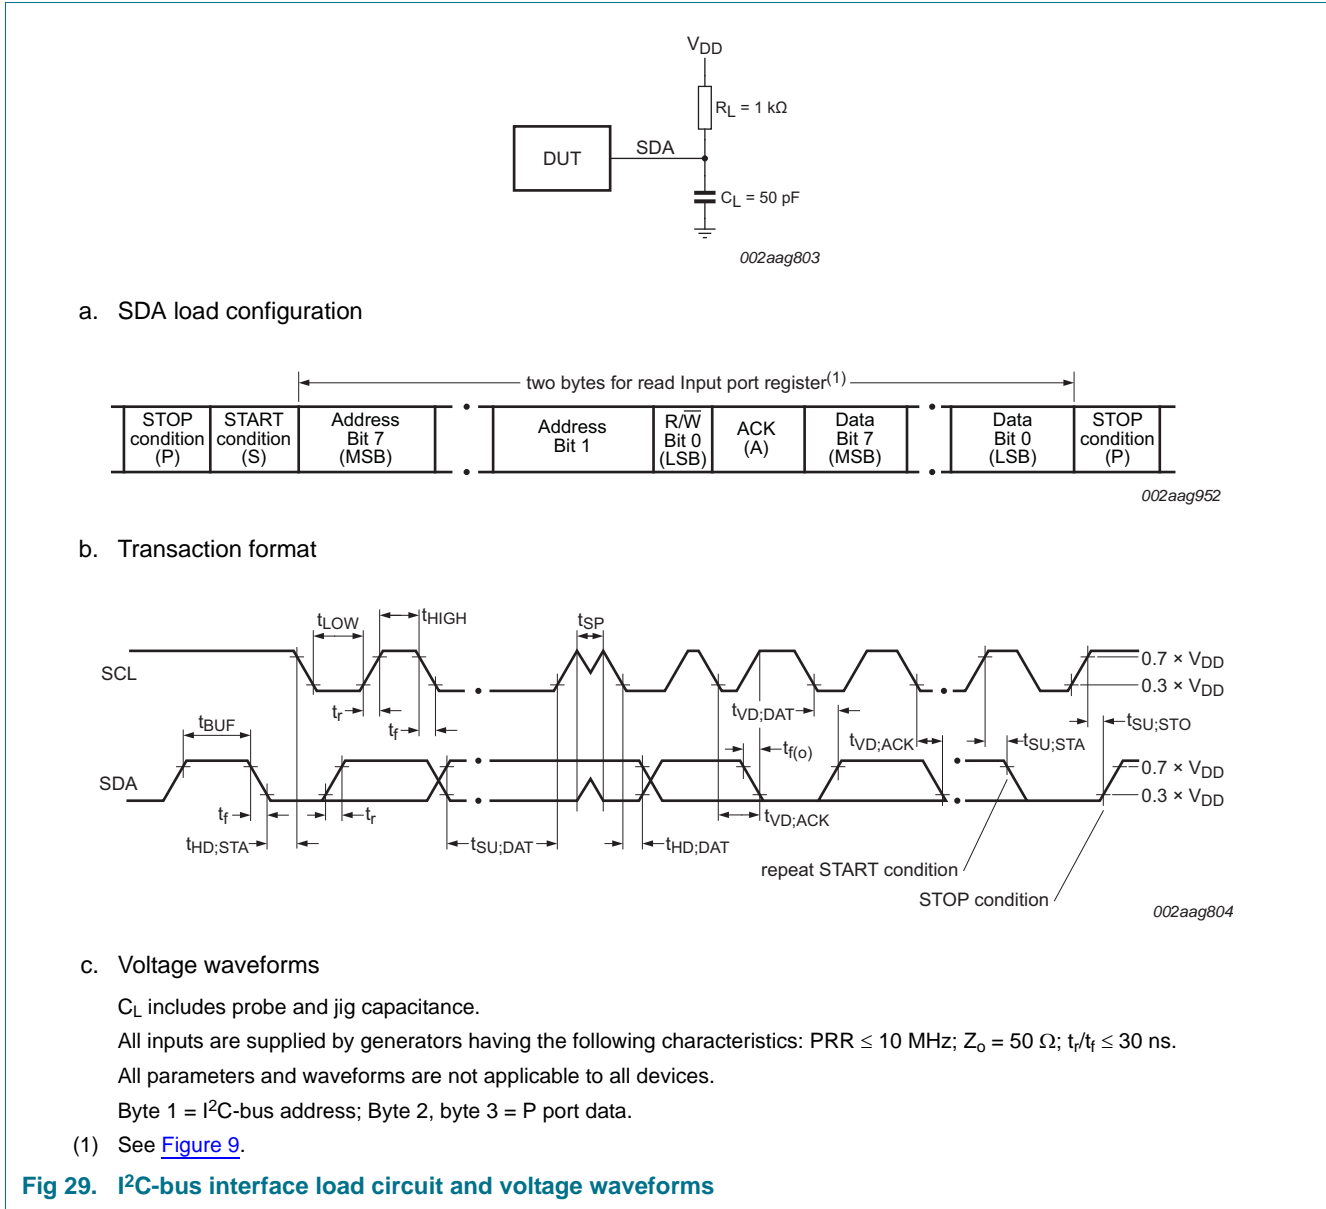 VDD
RL = 1 kΩ
DUT
SDA
CL = 50 pF
002aag803
a. SDA load configuration
two bytes for read Input port register(1)
STOP condition (P)
START condition (S)
Address Bit 7 (MSB)
Address Bit 1
R/W̅ Bit 0 (LSB)
ACK (A)
Data Bit 7 (MSB)
Data Bit 0 (LSB)
STOP condition (P)
002aag952
b. Transaction format
tLOW
tHIGH
tSP
SCL
0.7 × VDD
0.3 × VDD
tr
tf
tBUF
tVD;DAT
tf(o)
tVD;ACK
tSU;STA
tSU;STO
SDA
0.7 × VDD
0.3 × VDD
tf
tr
tHD;STA
tSU;DAT
tHD;DAT
tVD;ACK
repeat START condition
STOP condition
002aag804
c. Voltage waveforms
CL includes probe and jig capacitance.
All inputs are supplied by generators having the following characteristics: PRR ≤ 10 MHz; Zo = 50 Ω; tr/tf ≤ 30 ns.
All parameters and waveforms are not applicable to all devices.
Byte 1 = I2C-bus address; Byte 2, byte 3 = P port data.
(1) See Figure 9.
Fig 29. I2C-bus interface load circuit and voltage waveforms